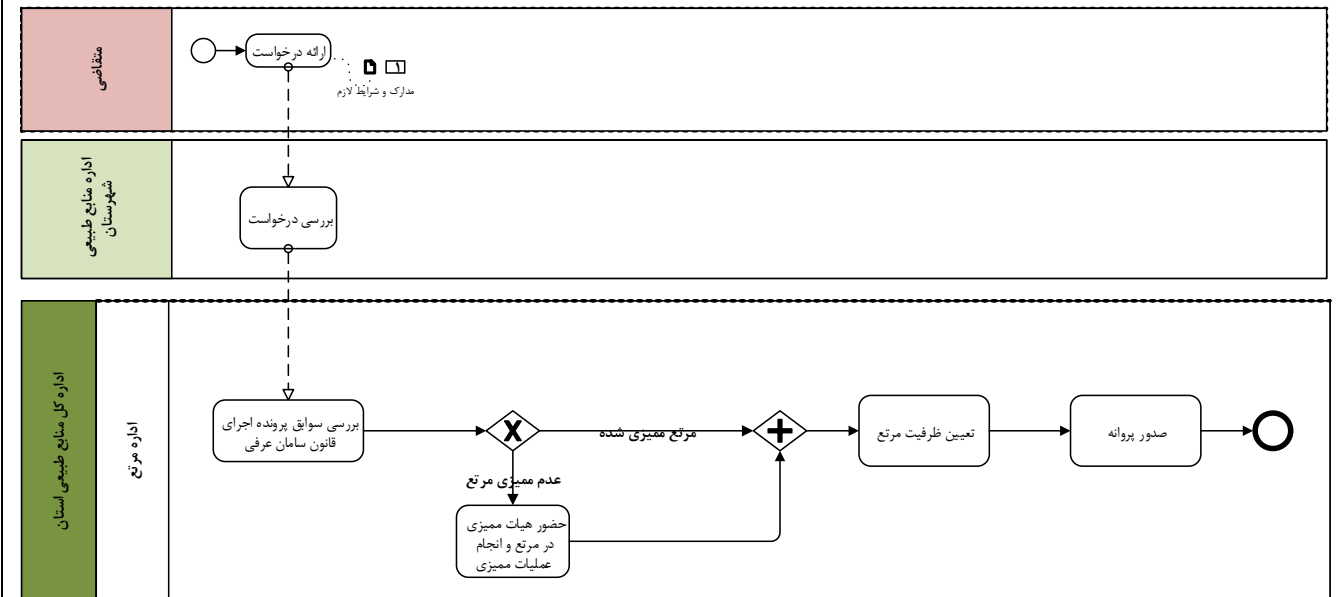 متقاضی
ارائه درخواست
۱
مدارک و شرایط لازم
اداره منابع طبیعی
شهرستان
بررسی درخواست
اداره کل منابع طبیعی استان
اداره مرتع
بررسی سوابق پرونده اجرای
قانون سامان عرفی
X
مرتع ممیزی شده
عدم ممیزی مرتع
حضور هیات ممیزی
در مرتع و انجام
عملیات ممیزی
تعیین ظرفیت مرتع
صدور پروانه